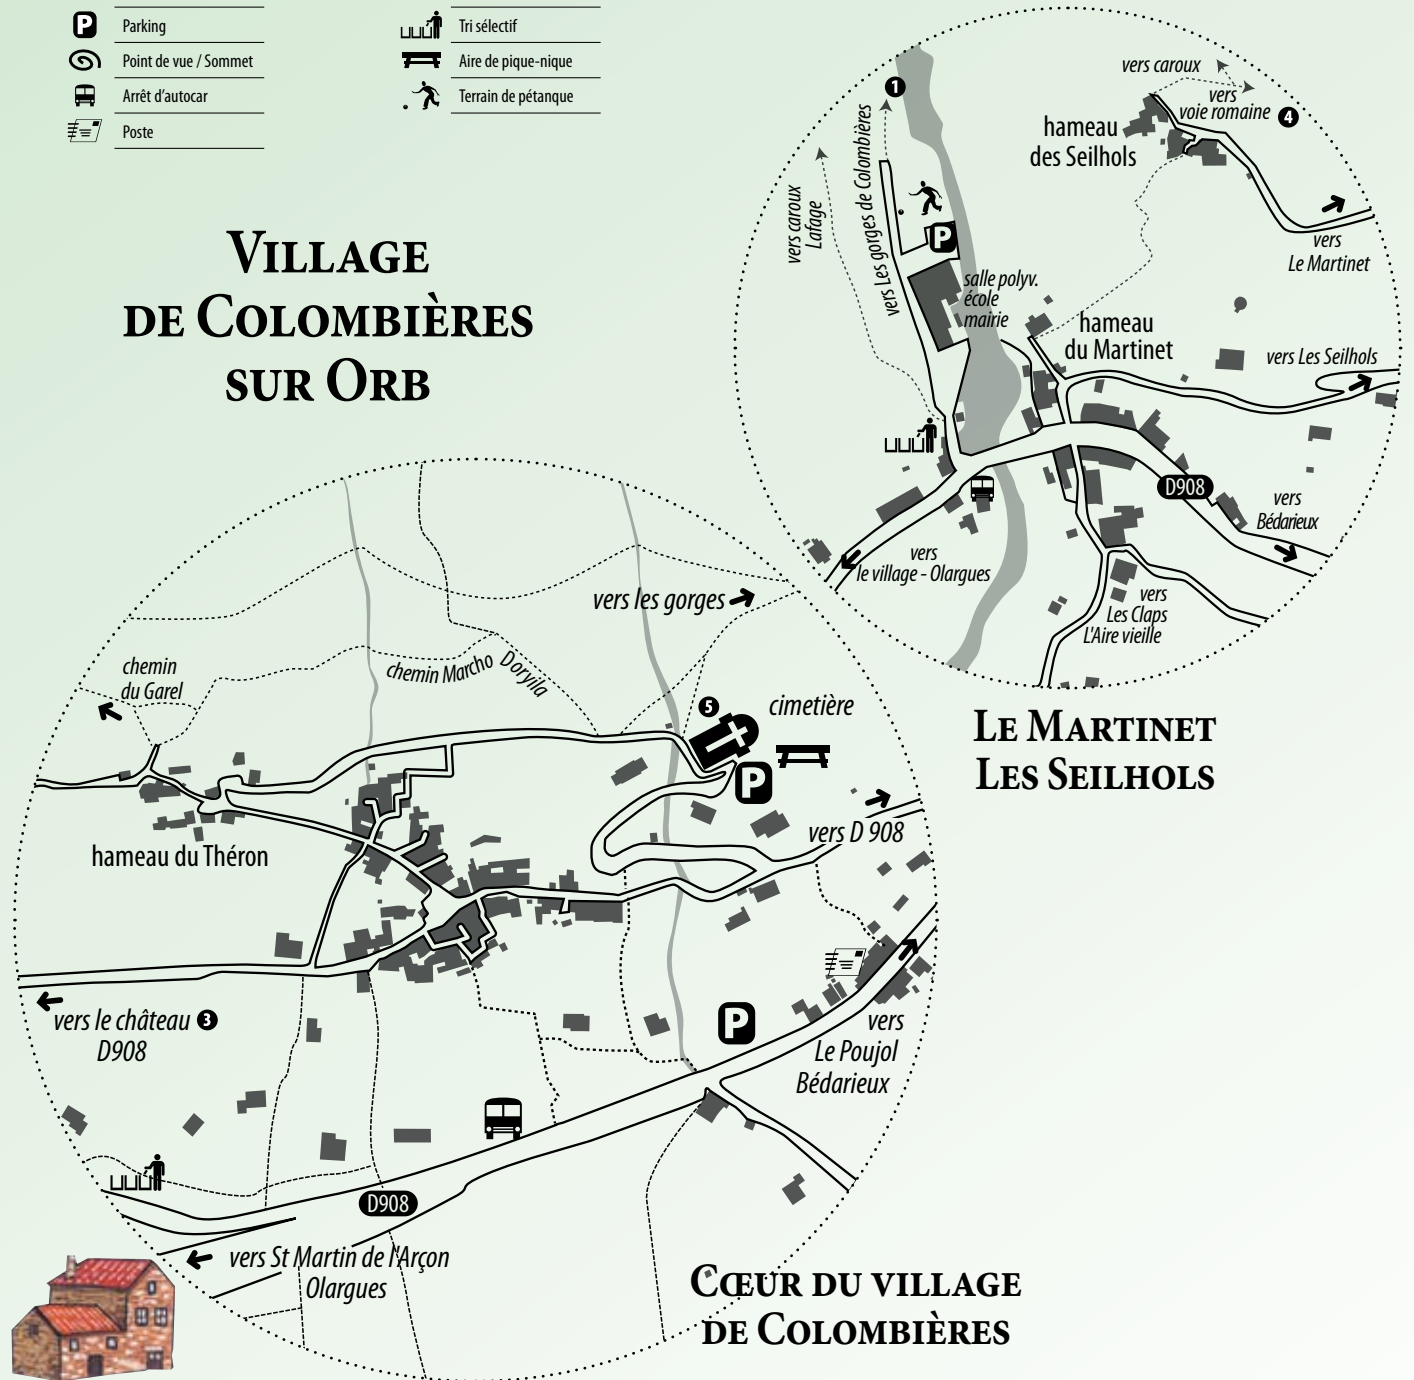 P Parking
Point de vue / Sommet
Arrêt d'autocar
Poste
Tri sélectif
Aire de pique-nique
Terrain de pétanque
VILLAGE
DE COLOMBIÈRES
SUR ORB
1
vers Les gorges de Colombières
vers caroux
Lafage
P
salle polyv.
école
mairie
vers caroux
vers
voie romaine 4
hameau
des Seilhols
vers
Le Martinet
hameau
du Martinet
vers Les Seilhols
D908
vers
Bédarieux
vers
le village - Olargues
vers
Les Claps
L'Aire vieille
LE MARTINET
LES SEILHOLS
vers les gorges
chemin
du Garel
chemin Marcho Doryila
5
cimetière
P
vers D 908
hameau du Théron
vers le château 3
D908
P
vers
Le Poujol
Bédarieux
D908
vers St Martin de l'Arçon
Olargues
CŒUR DU VILLAGE
DE COLOMBIÈRES